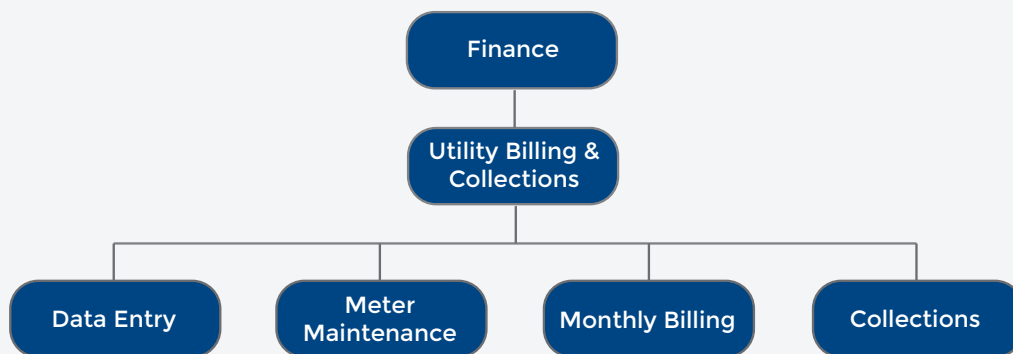 Finance
Utility Billing &
Collections
Data Entry
Meter
Maintenance
Monthly Billing
Collections